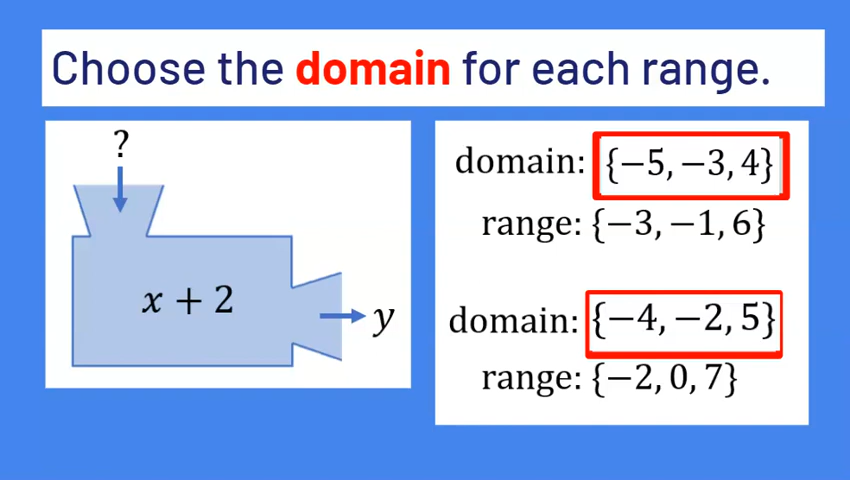 Choose the domain for each range.
?
x + 2
y
domain: {−5, −3, 4}
range: {−3, −1, 6}
domain: {−4, −2, 5}
range: {−2, 0, 7}